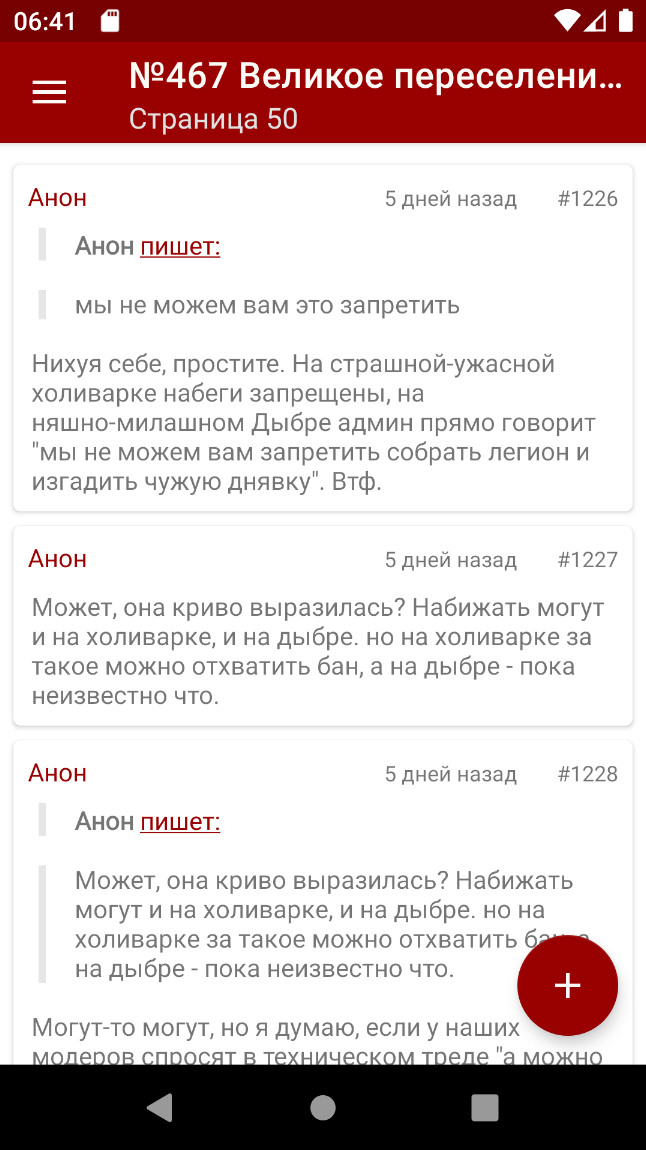 06:41
№467 Великое переселени...
Страница 50
Анон 5 дней назад #1226
Анон пишет:
мы не можем вам это запретить
Нихуя себе, простите. На страшной-ужасной
холиварке набеги запрещены, на
няшно-милашном Дыбре админ прямо говорит
"мы не можем вам запретить собрать легион и
изгадить чужую днявку". Втф.
Анон 5 дней назад #1227
Может, она криво выразилась? Набижать могут
и на холиварке, и на дыбре. но на холиварке за
такое можно отхватить бан, а на дыбре - пока
неизвестно что.
Анон 5 дней назад #1228
Анон пишет:
Может, она криво выразилась? Набижать
могут и на холиварке, и на дыбре. но на
холиварке за такое можно отхватить бан, а
на дыбре - пока неизвестно что.
Могут-то могут, но я думаю, если у наших
модеров спросят в техническом треде "а можно